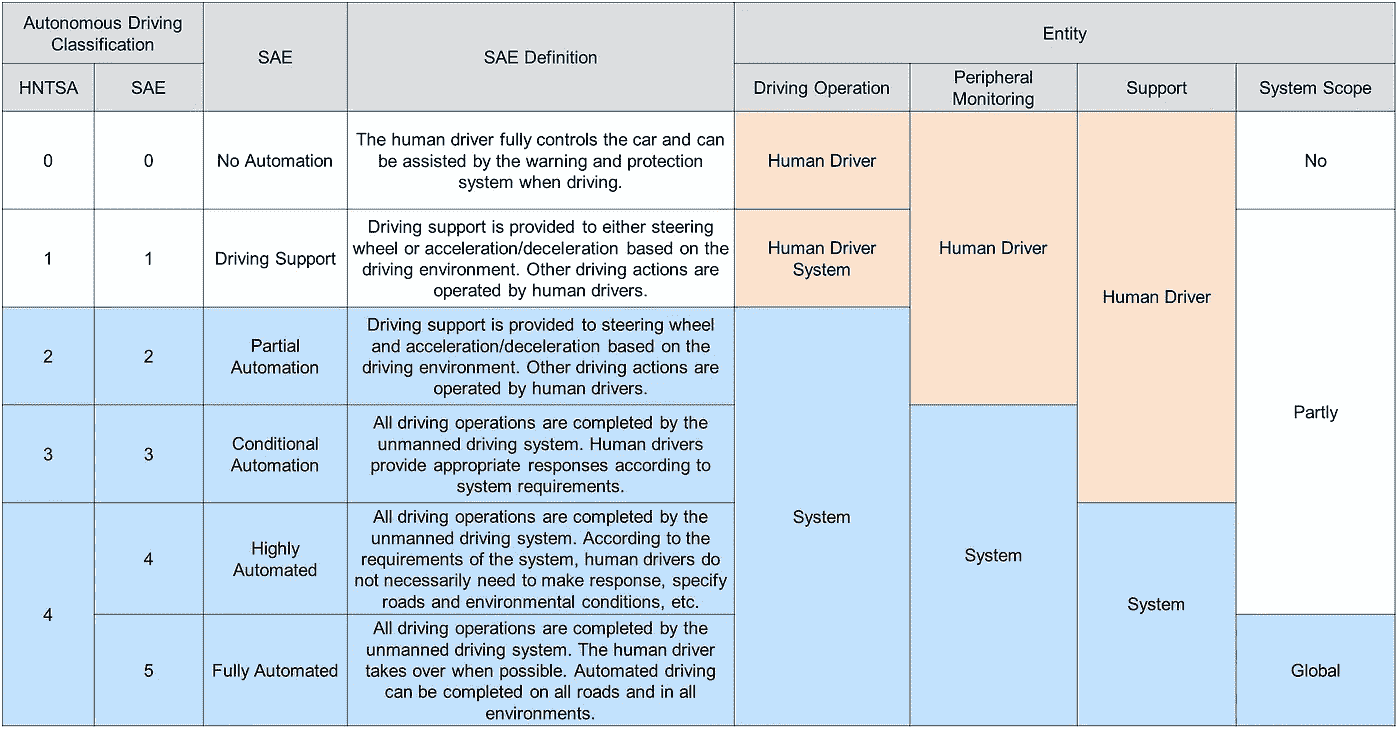 Autonomous Driving
Classification
SAE
SAE Definition
Entity
HNTSA
SAE
Driving Operation
Peripheral
Monitoring
Support
System Scope
0
0
No Automation
The human driver fully controls the car and can
be assisted by the warning and protection
system when driving.
Human Driver
No
1
1
Driving Support
Driving support is provided to either steering
wheel or acceleration/deceleration based on the
driving environment. Other driving actions are
operated by human drivers.
Human Driver
System
Human Driver
Human Driver
2
2
Partial
Automation
Driving support is provided to steering wheel
and acceleration/deceleration based on the
driving environment. Other driving actions are
operated by human drivers.
Partly
3
3
Conditional
Automation
All driving operations are completed by the
unmanned driving system. Human drivers
provide appropriate responses according to
system requirements.
System
System
4
4
Highly
Automated
All driving operations are completed by the
unmanned driving system. According to the
requirements of the system, human drivers do
not necessarily need to make response, specify
roads and environmental conditions, etc.
System
5
Fully Automated
All driving operations are completed by the
unmanned driving system. The human driver
takes over when possible. Automated driving
can be completed on all roads and in all
environments.
Global